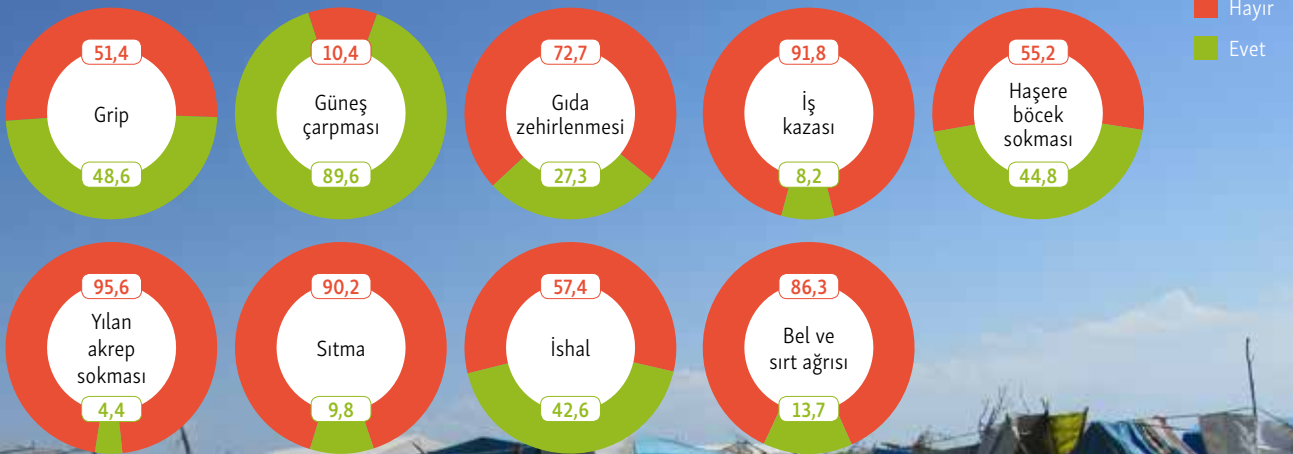 Hayır
Evet
51,4
Grip
48,6
10,4
Güneş
çarpması
89,6
72,7
Gıda
zehirlenmesi
27,3
91,8
İş
kazası
8,2
55,2
Haşere
böcek
sokması
44,8
95,6
Yılan
akrep
sokması
4,4
90,2
Sıtma
9,8
57,4
İshal
42,6
86,3
Bel ve
sırt ağrısı
13,7